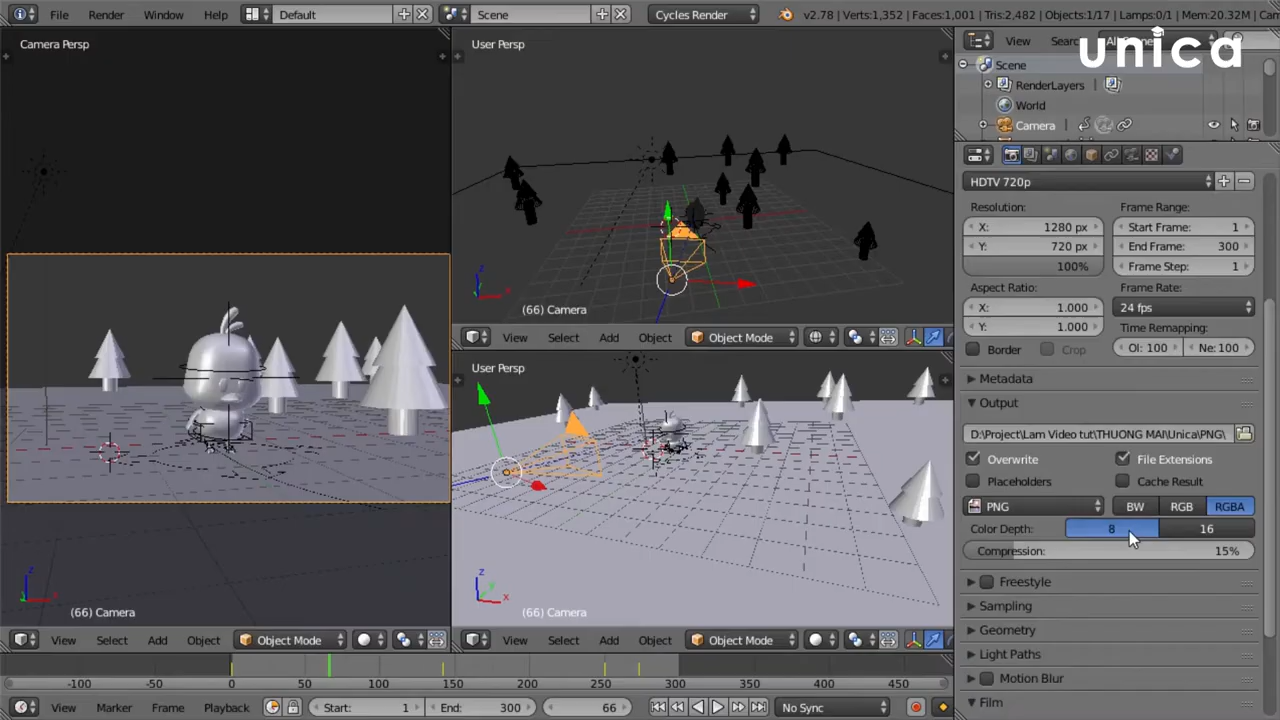 File Render Window Help Default Scene Cycles Render v2.78 | Verts:1,352 | Faces:1,001 | Tris:2,482 | Objects:1/17 | Lamps:0/1 | Mem:20.32M |
Camera Persp
(66) Camera
View Select Add Object Object Mode
User Persp
(66) Camera
View Select Add Object Object Mode
User Persp
(66) Camera
View Select Add Object Object Mode
-100 -50 0 50 100 150 200 250 300 350 400 450
View Marker Frame Playback Start: 1 End: 300 66 No Sync
View
unica
Scene
RenderLayers
World
Camera
HDTV 720p
Resolution: Frame Range:
X: 1280 px Start Frame: 1
Y: 720 px End Frame: 300
100% Frame Step: 1
Aspect Ratio: Frame Rate:
X: 1.000 24 fps
Y: 1.000 Time Remapping:
Border Crop Ol: 100 Ne: 100
Metadata
Output
D:\Project\Lam Video tut\THUONG MAI\Unica\PNG\
Overwrite File Extensions
Placeholders Cache Result
PNG BW RGB RGBA
Color Depth: 8 16
Compression: 15%
Freestyle
Sampling
Geometry
Light Paths
Motion Blur
Film